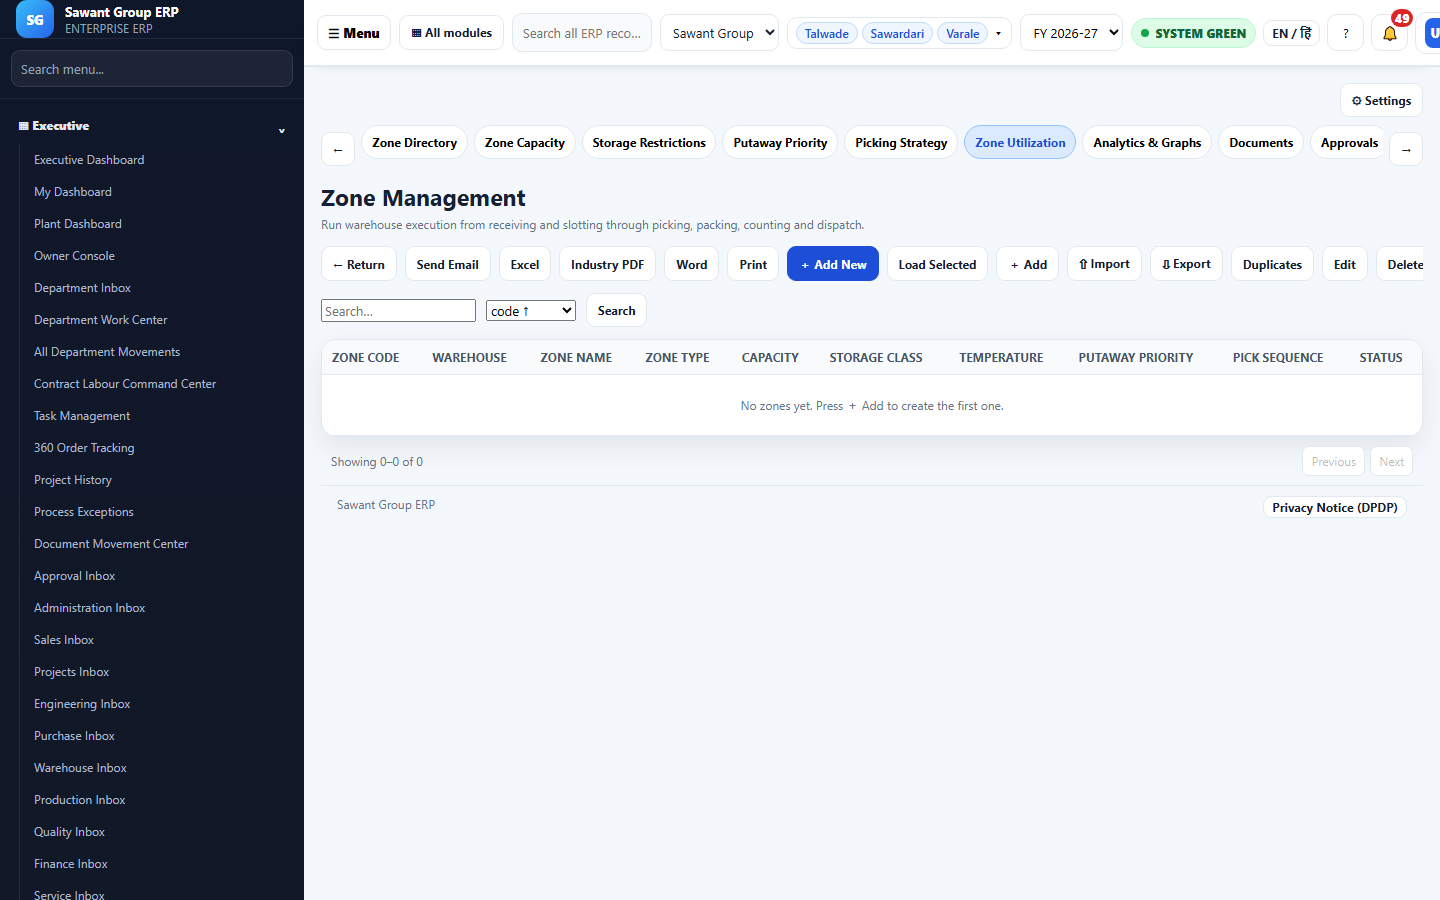 SG
Sawant Group ERP
ENTERPRISE ERP
Search menu...
Executive
Executive Dashboard
My Dashboard
Plant Dashboard
Owner Console
Department Inbox
Department Work Center
All Department Movements
Contract Labour Command Center
Task Management
360 Order Tracking
Project History
Process Exceptions
Document Movement Center
Approval Inbox
Administration Inbox
Sales Inbox
Projects Inbox
Engineering Inbox
Purchase Inbox
Warehouse Inbox
Production Inbox
Quality Inbox
Finance Inbox
Service Inbox
☰ Menu
▦ All modules
Search all ERP reco...
Sawant Group
Talwade Sawardari Varale
FY 2026-27
SYSTEM GREEN
EN / हिं
?
49
U
⚙ Settings
← Zone Directory Zone Capacity Storage Restrictions Putaway Priority Picking Strategy Zone Utilization Analytics & Graphs Documents Approvals →
Zone Management
Run warehouse execution from receiving and slotting through picking, packing, counting and dispatch.
← Return Send Email Excel Industry PDF Word Print + Add New Load Selected + Add ⇧ Import ⇩ Export Duplicates Edit Delete
Search... code ↑ Search
ZONE CODE WAREHOUSE ZONE NAME ZONE TYPE CAPACITY STORAGE CLASS TEMPERATURE PUTAWAY PRIORITY PICK SEQUENCE STATUS
No zones yet. Press + Add to create the first one.
Showing 0–0 of 0
Previous Next
Sawant Group ERP
Privacy Notice (DPDP)